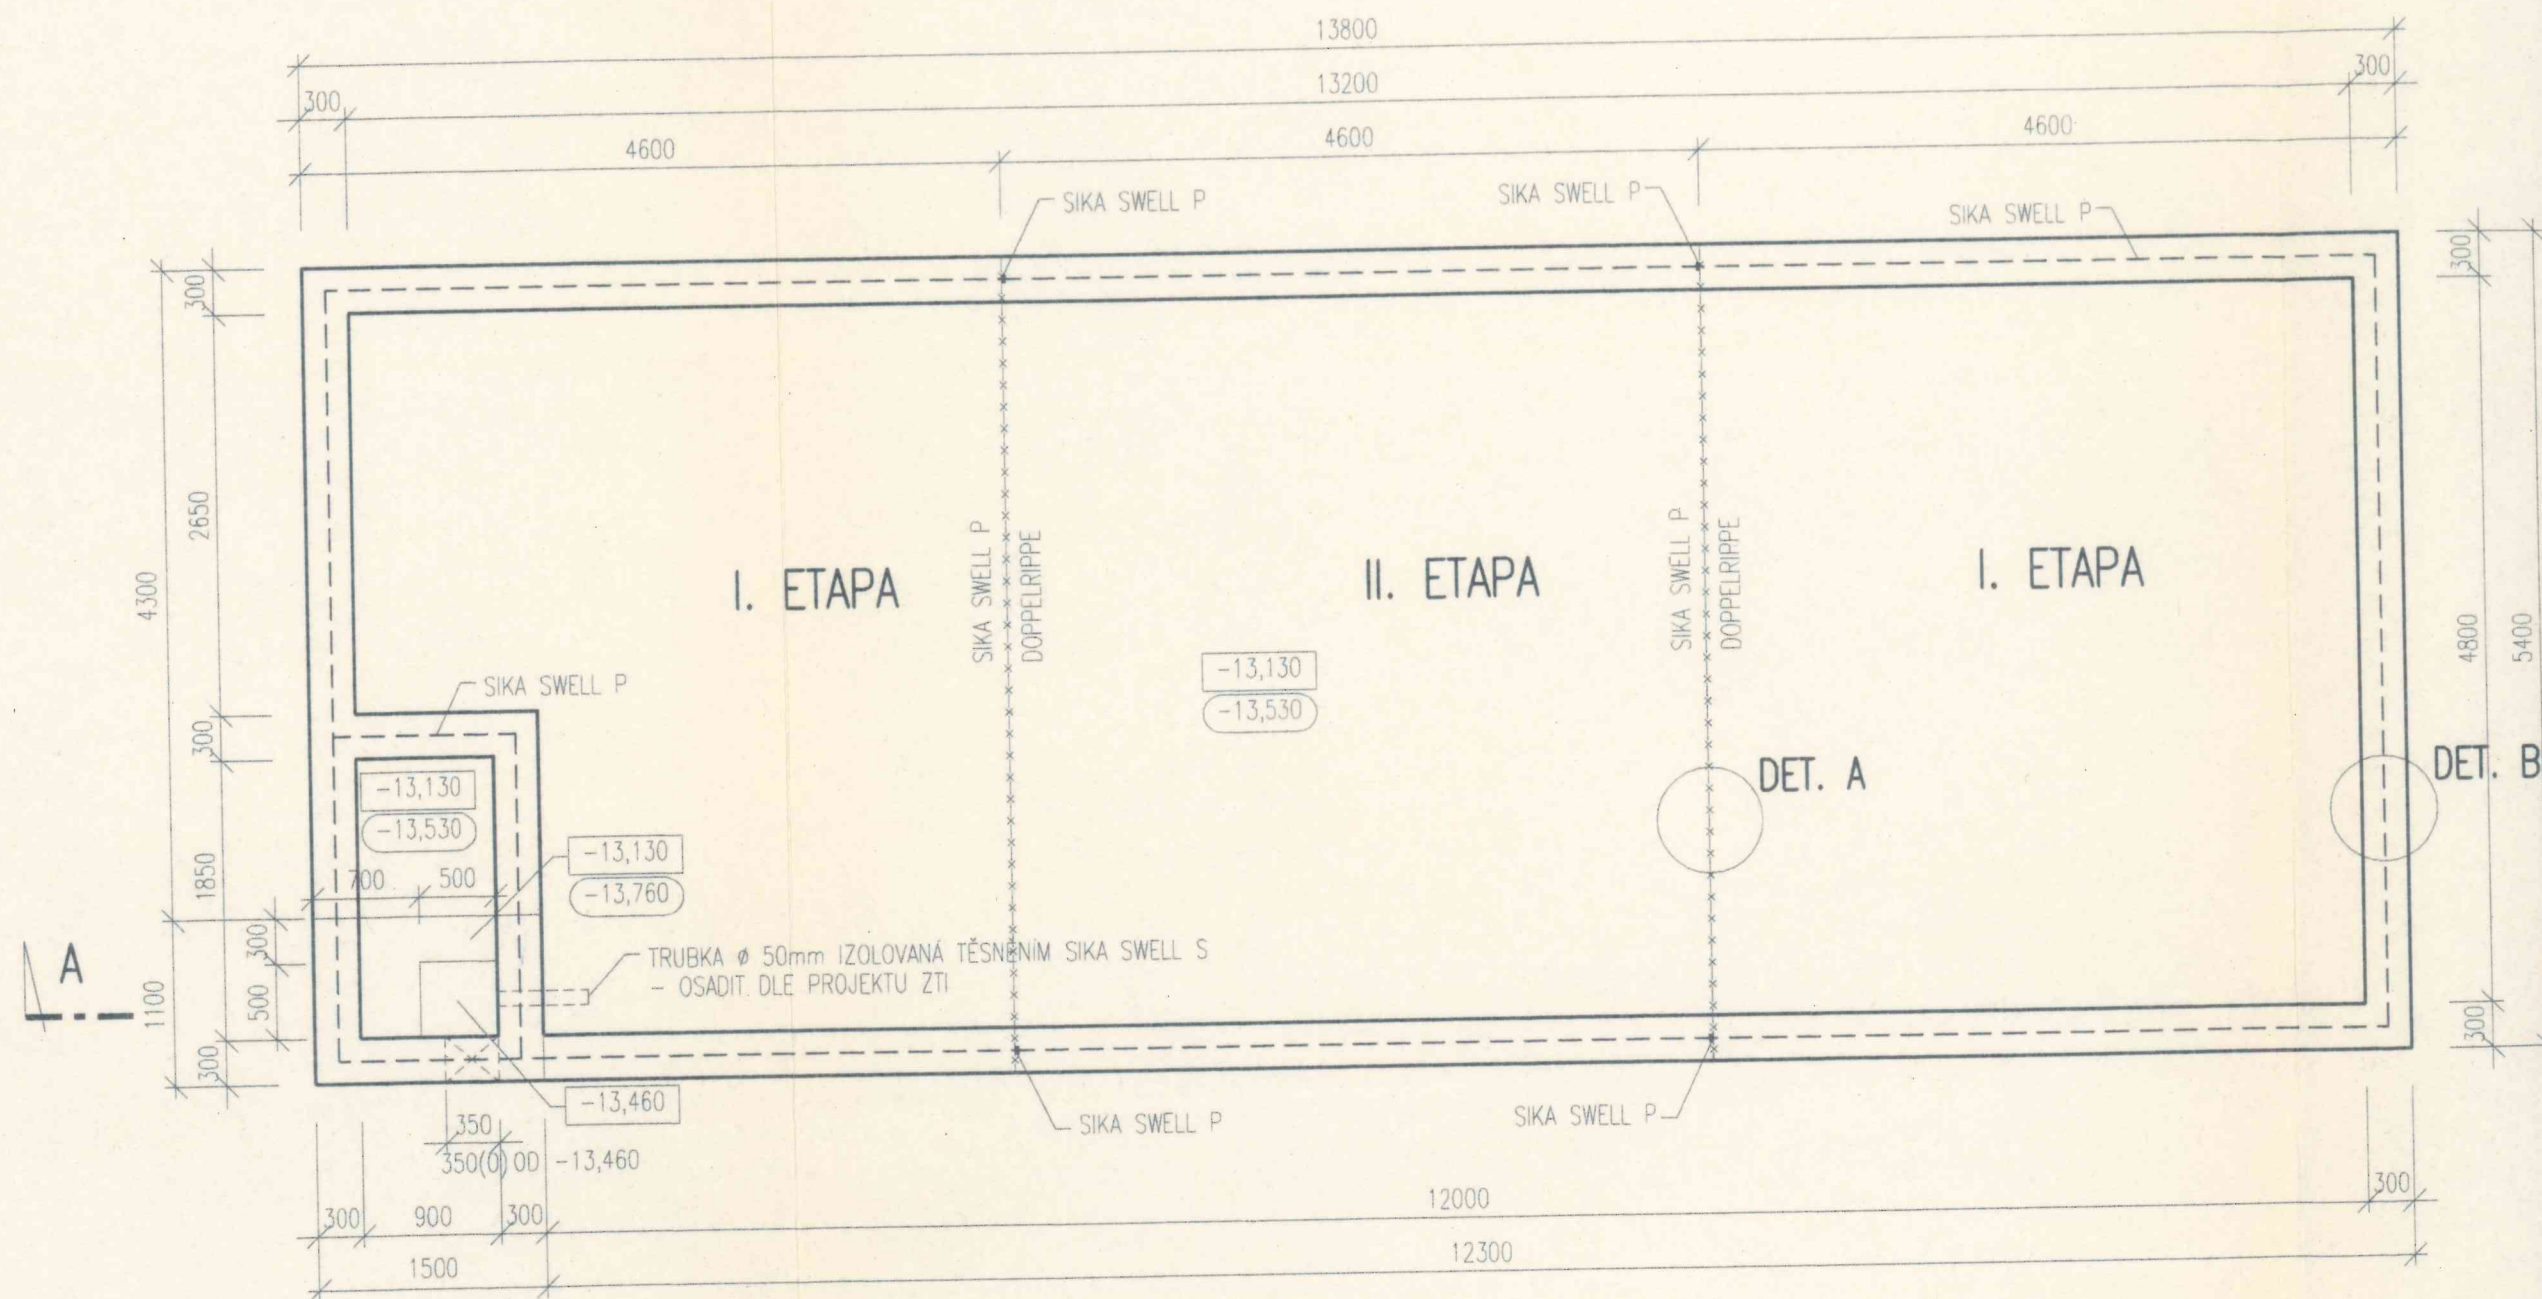 13800
300
13200
300
4600
4600
4600
SIKA SWELL P
SIKA SWELL P
SIKA SWELL P
300
300
2650
4300
SIKA SWELL P
DOPPELRIPPE
SIKA SWELL P
DOPPELRIPPE
I. ETAPA
II. ETAPA
I. ETAPA
4800
5400
-13,130
-13,530
SIKA SWELL P
300
-13,130
-13,530
DET. A
DET. B
-13,130
-13,760
700
500
1850
300
A
TRUBKA ø 50mm IZOLOVANÁ TĚSNĚNÍM SIKA SWELL S
- OSADIT DLE PROJEKTU ZTI
1100
500
300
300
-13,460
SIKA SWELL P
SIKA SWELL P
350
350(0) OD -13,460
300
900
300
12000
300
1500
12300